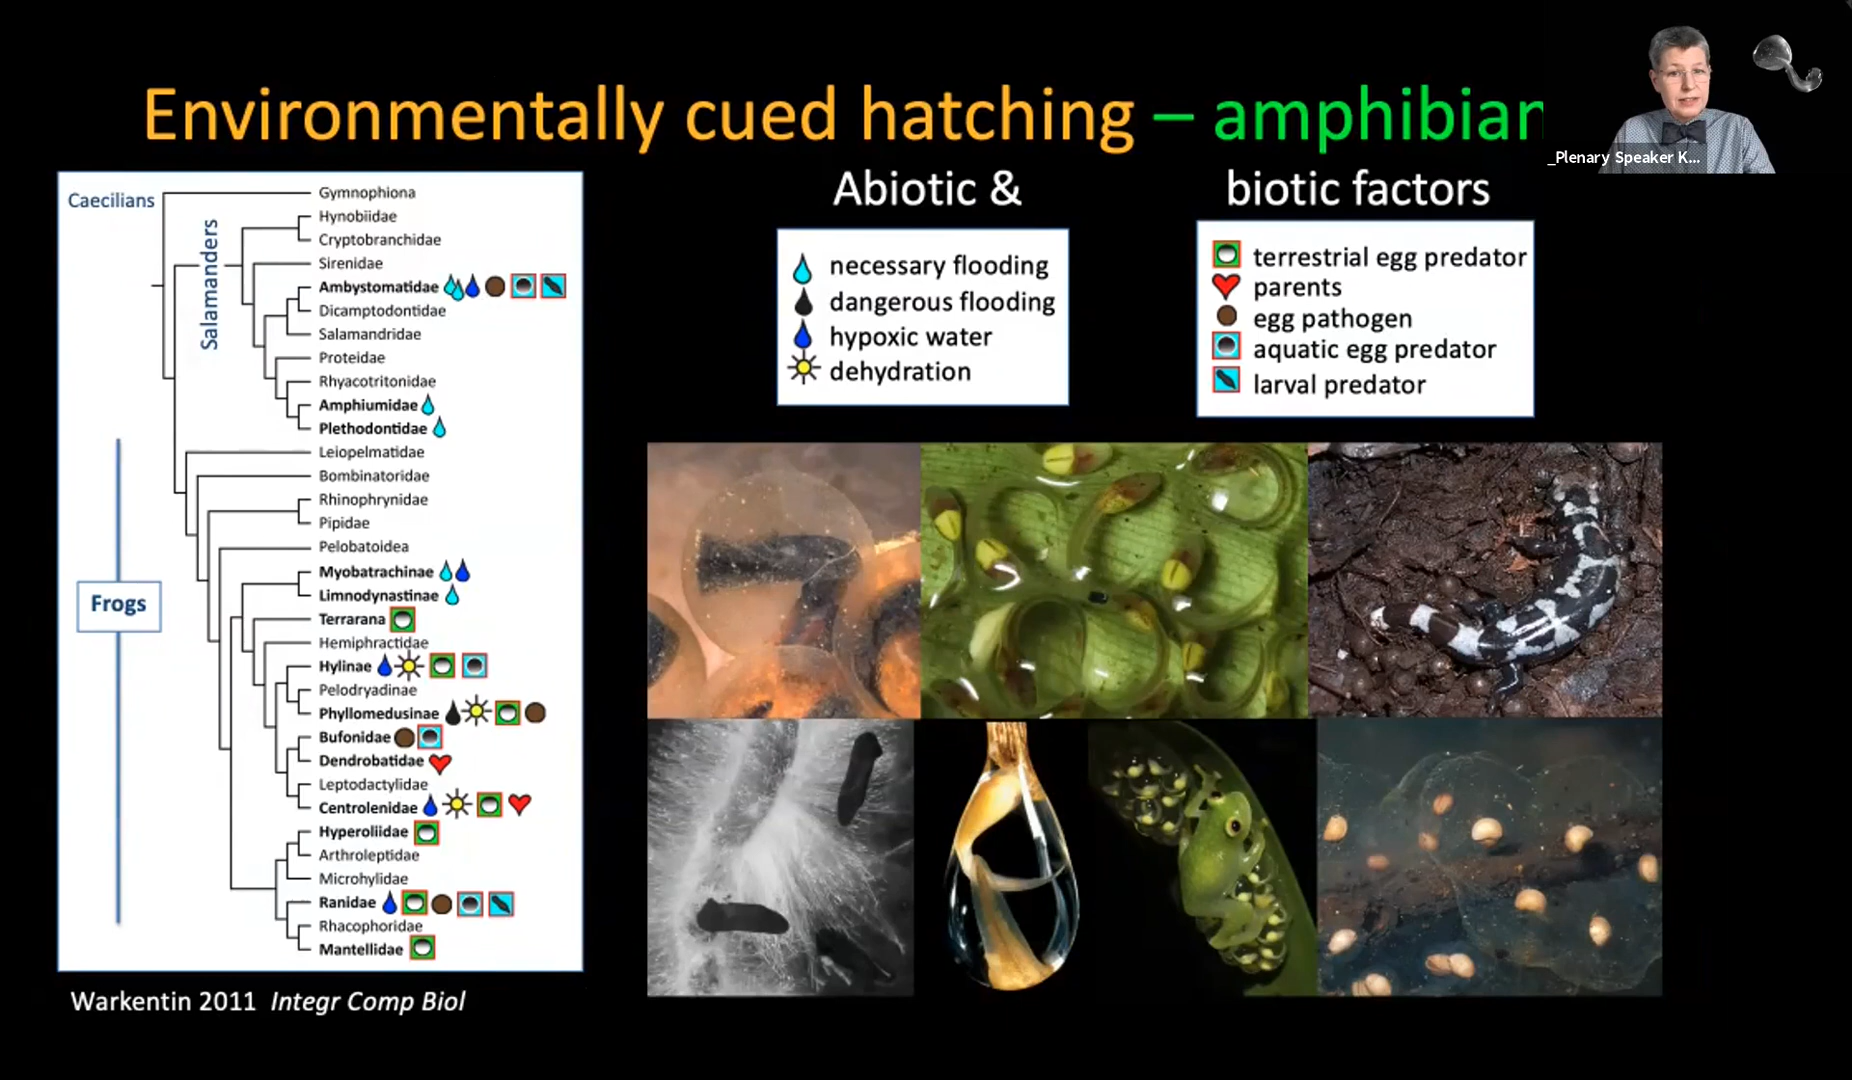 Environmentally cued hatching – amphibian
_Plenary Speaker K...
Abiotic &
biotic factors
necessary flooding
dangerous flooding
hypoxic water
dehydration
terrestrial egg predator
parents
egg pathogen
aquatic egg predator
larval predator
Caecilians
Salamanders
Frogs
Gymnophiona
Hynobiidae
Cryptobranchidae
Sirenidae
Ambystomatidae
Dicamptodontidae
Salamandridae
Proteidae
Rhyacotritonidae
Amphiumidae
Plethodontidae
Leiopelmatidae
Bombinatoridae
Rhinophrynidae
Pipidae
Pelobatoidea
Myobatrachinae
Limnodynastinae
Terrarana
Hemiphractidae
Hylinae
Pelodryadinae
Phyllomedusinae
Bufonidae
Dendrobatidae
Leptodactylidae
Centrolenidae
Hyperoliidae
Arthroleptidae
Microhylidae
Ranidae
Rhacophoridae
Mantellidae
Warkentin 2011 Integr Comp Biol